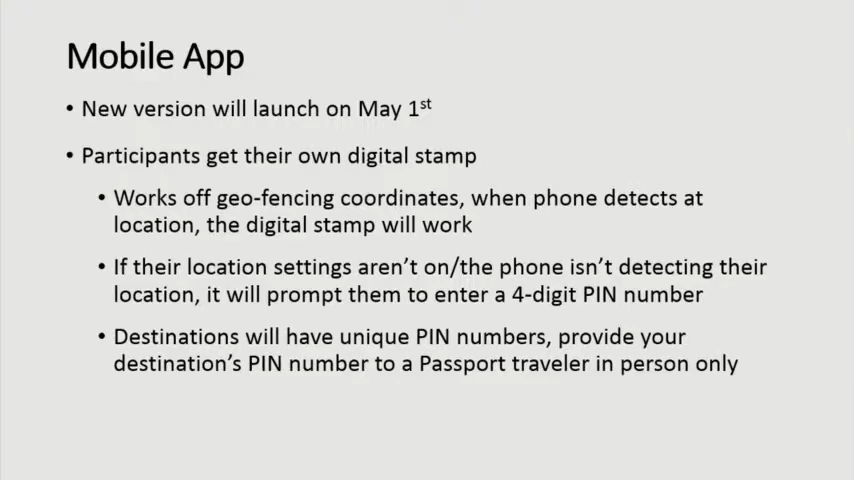 Mobile App
• New version will launch on May 1st
• Participants get their own digital stamp
• Works off geo-fencing coordinates, when phone detects at
location, the digital stamp will work
• If their location settings aren't on/the phone isn't detecting their
location, it will prompt them to enter a 4-digit PIN number
• Destinations will have unique PIN numbers, provide your
destination's PIN number to a Passport traveler in person only